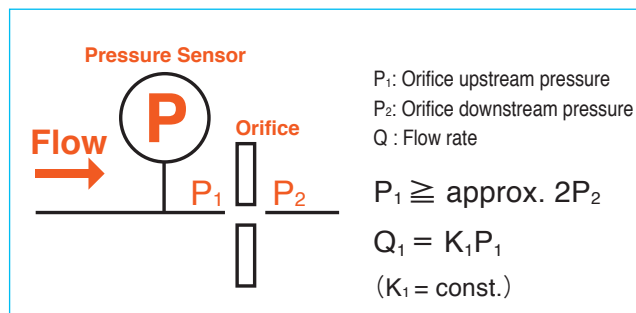 Pressure Sensor
P
Orifice
Flow
P₁
P₂
P₁: Orifice upstream pressure
P₂: Orifice downstream pressure
Q : Flow rate
P₁ ≧ approx. 2P₂
Q₁ = K₁P₁
(K₁ = const.)